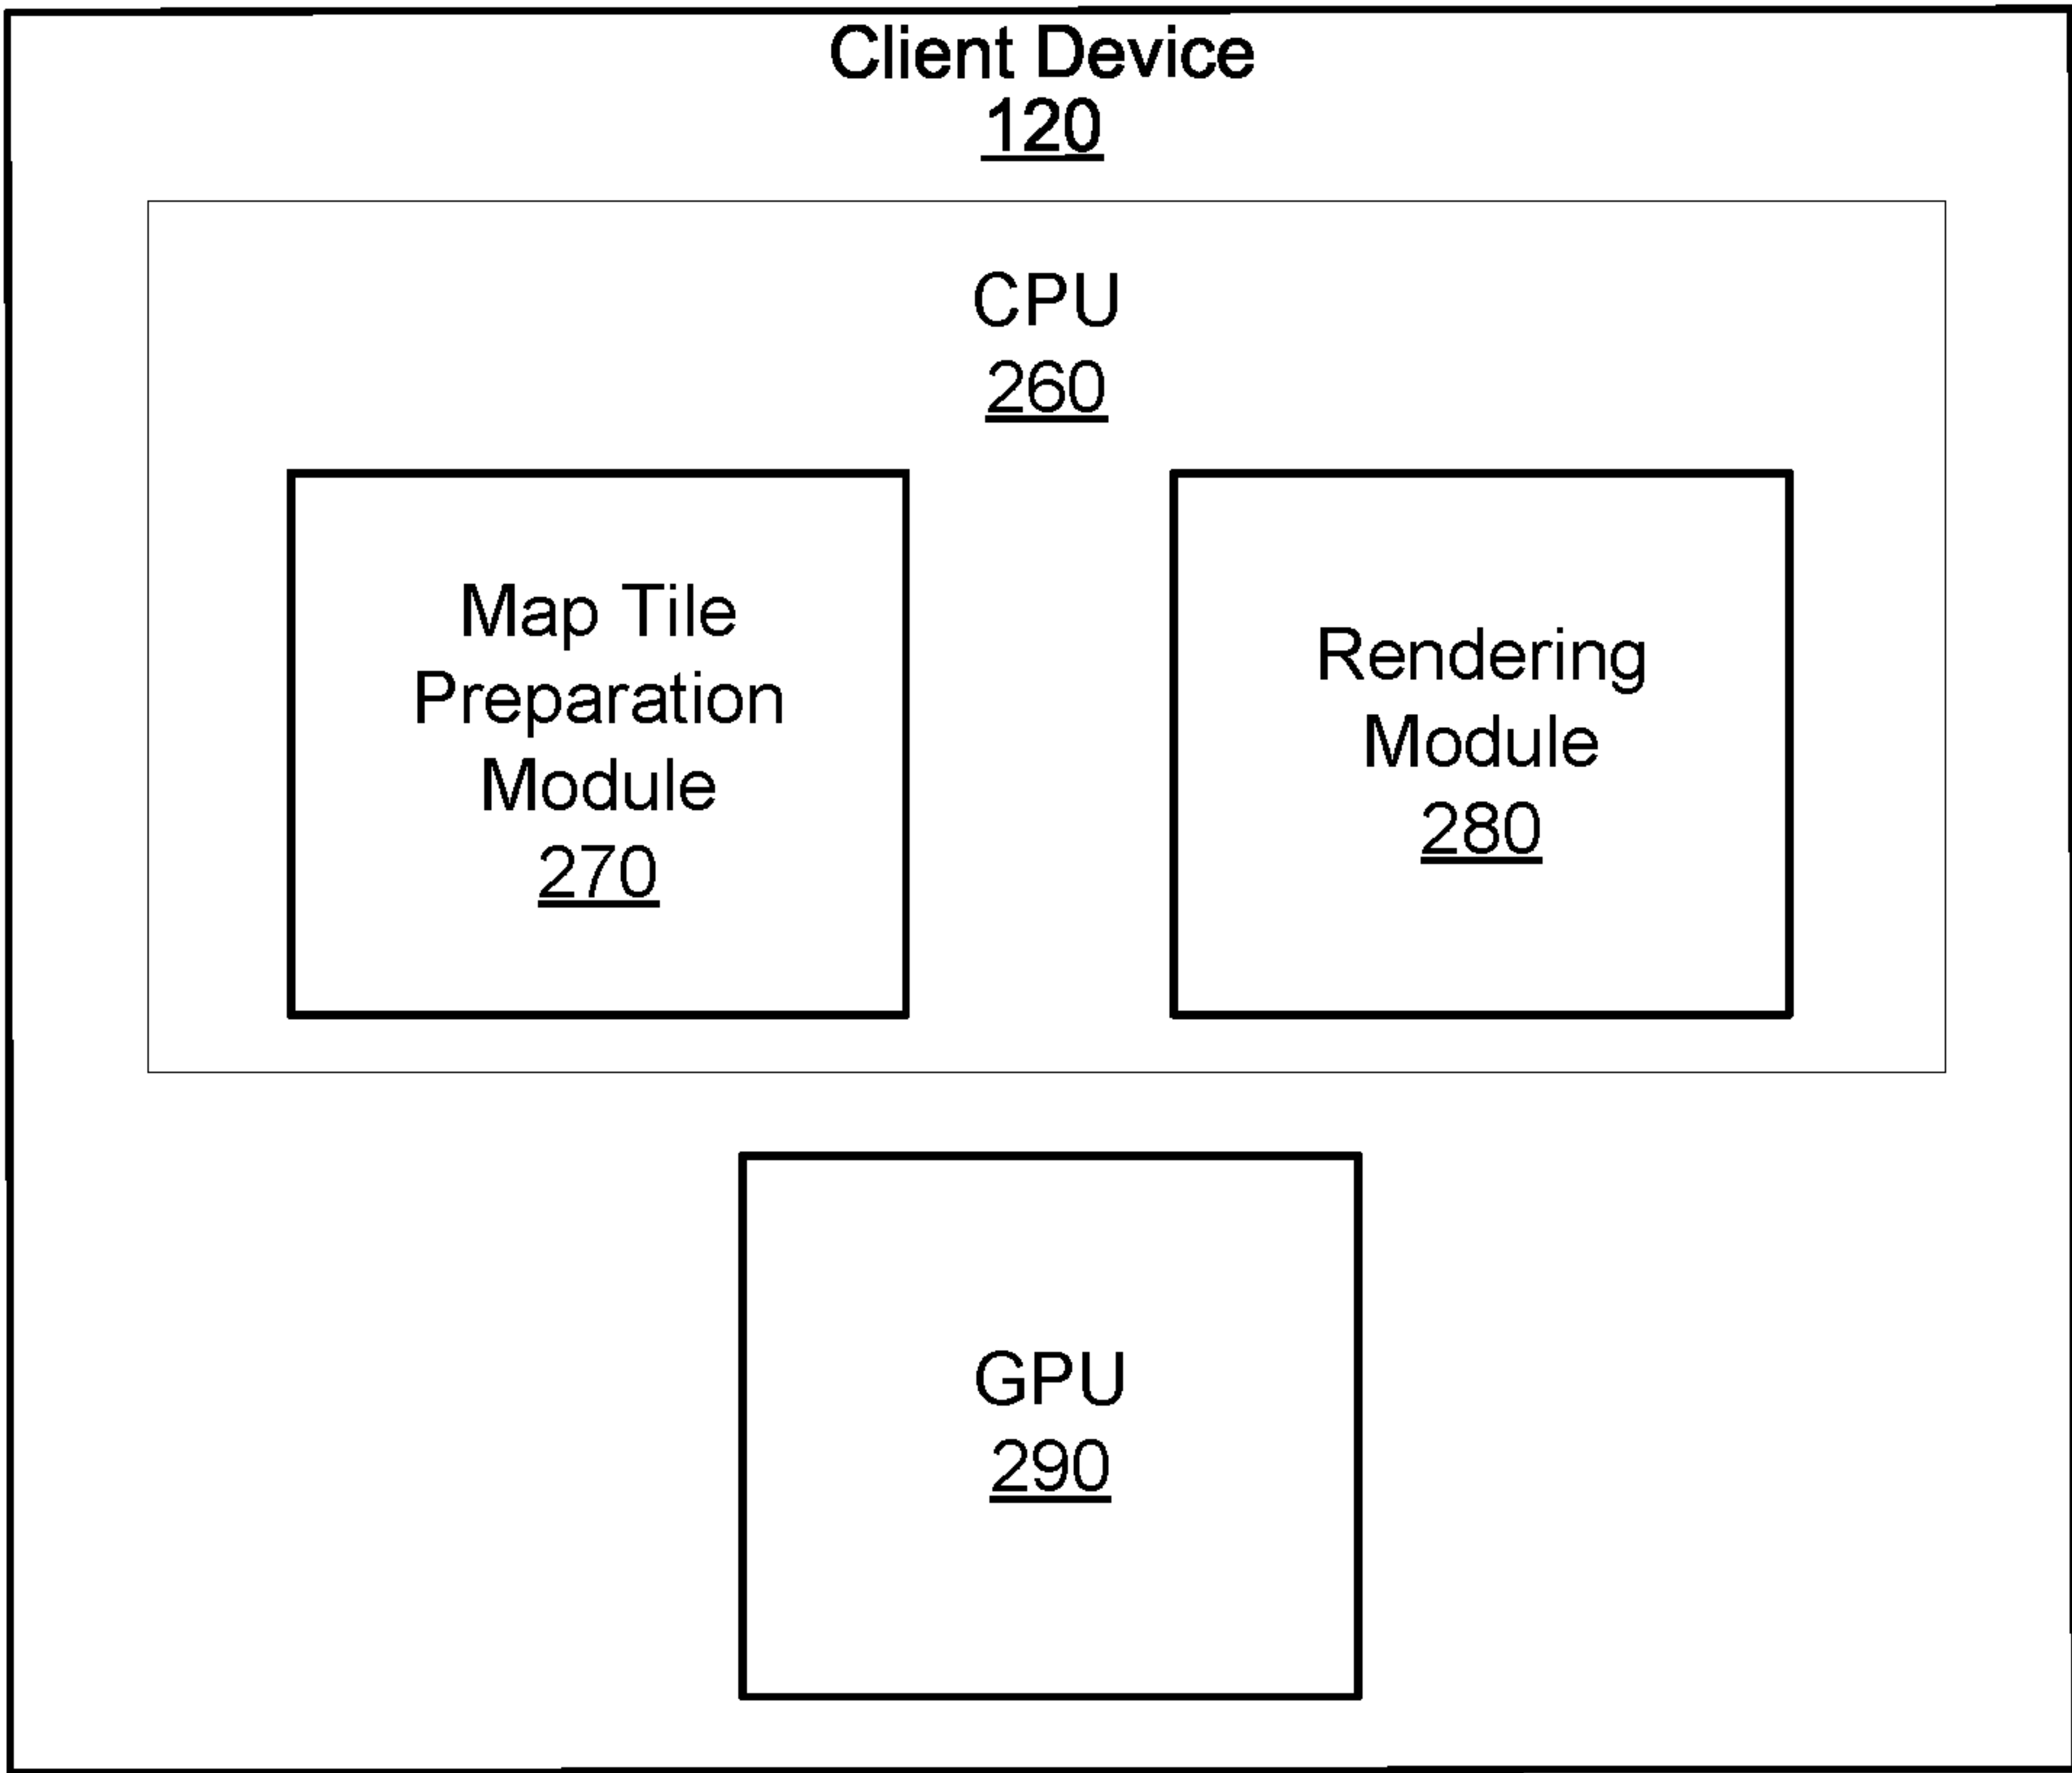 Client Device
120
CPU
260
Map Tile
Preparation
Module
270
Rendering
Module
280
GPU
290